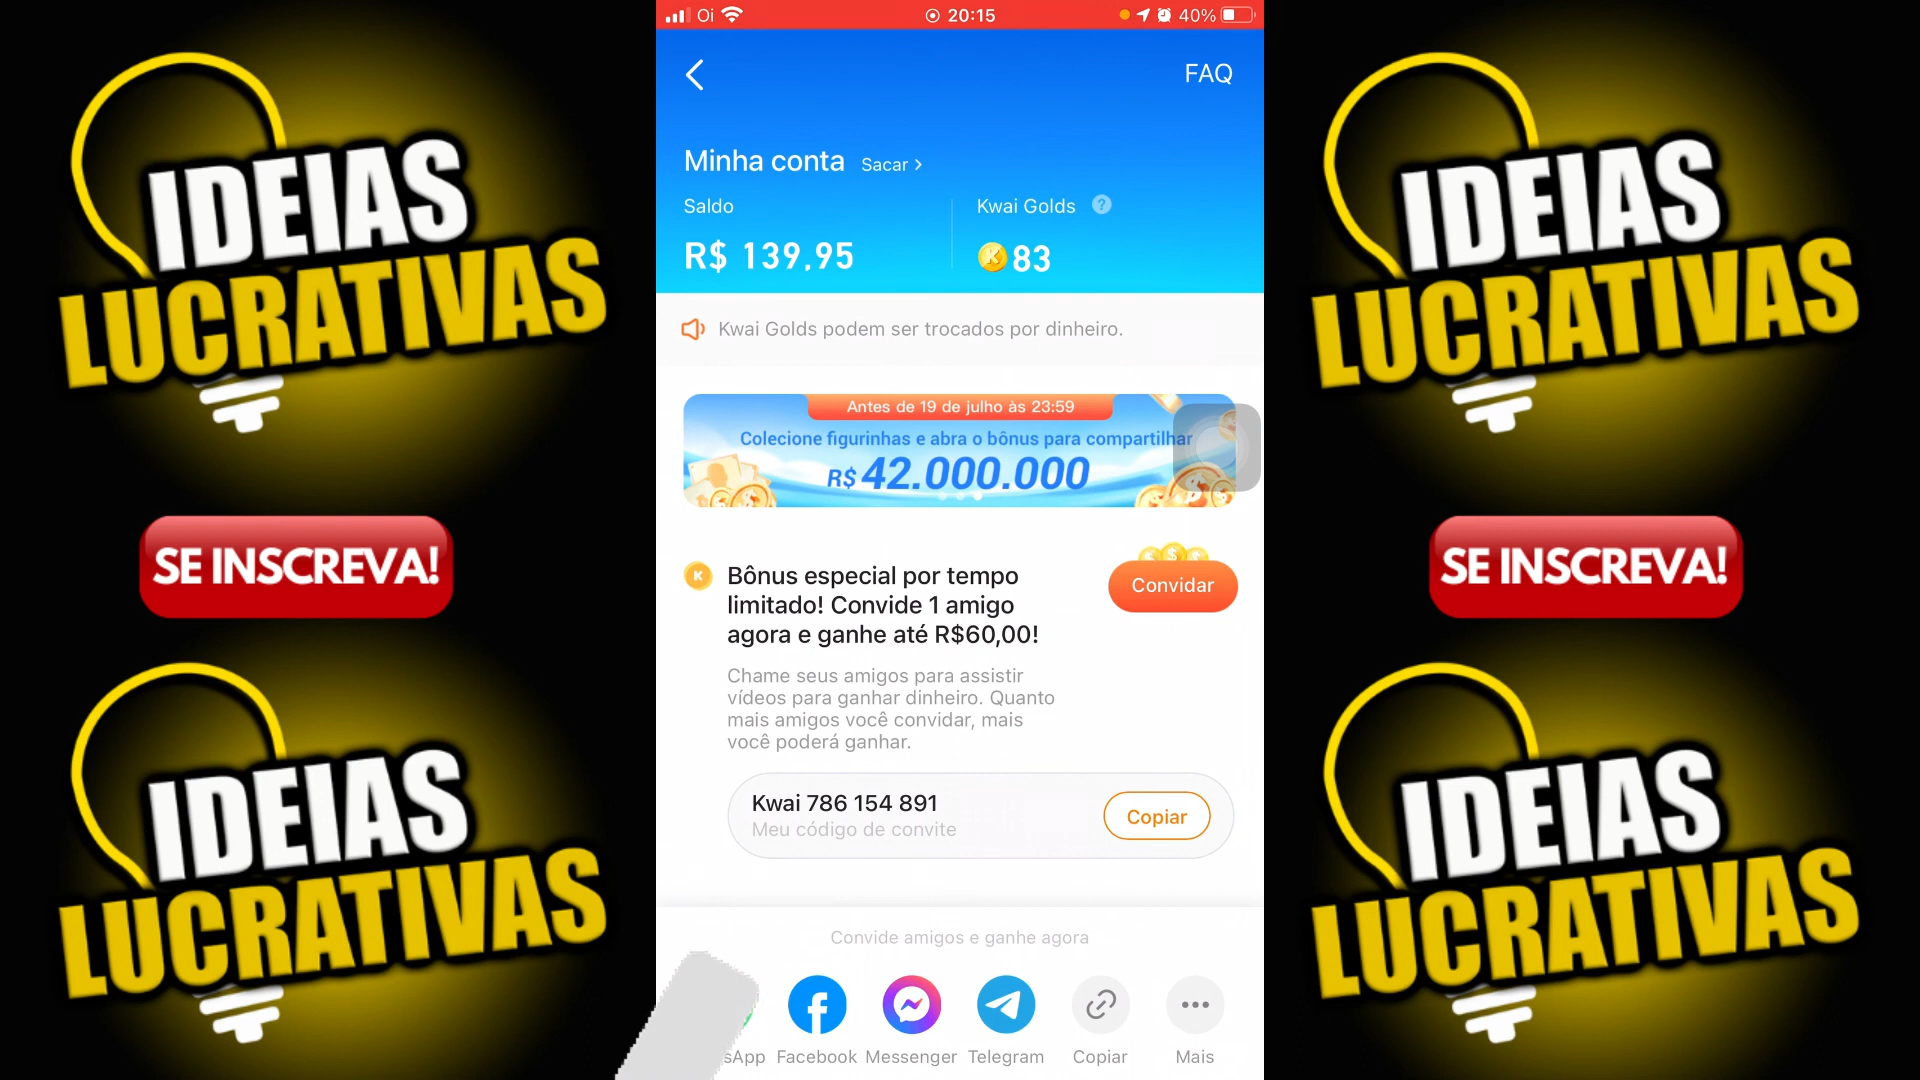 Oi
20:15
40%
FAQ
Minha conta Sacar >
Saldo
Kwai Golds ?
R$ 139,95
83
Kwai Golds podem ser trocados por dinheiro.
Antes de 19 de julho às 23:59
Colecione figurinhas e abra o bônus para compartilhar
R$ 42.000.000
Bônus especial por tempo
limitado! Convide 1 amigo
agora e ganhe até R$60,00!
Convidar
Chame seus amigos para assistir
vídeos para ganhar dinheiro. Quanto
mais amigos você convidar, mais
você poderá ganhar.
Kwai 786 154 891
Meu código de convite
Copiar
Convide amigos e ganhe agora
sApp
Facebook
Messenger
Telegram
Copiar
Mais
IDEIAS
LUCRATIVAS
SE INSCREVA!
IDEIAS
LUCRATIVAS
IDEIAS
LUCRATIVAS
SE INSCREVA!
IDEIAS
LUCRATIVAS